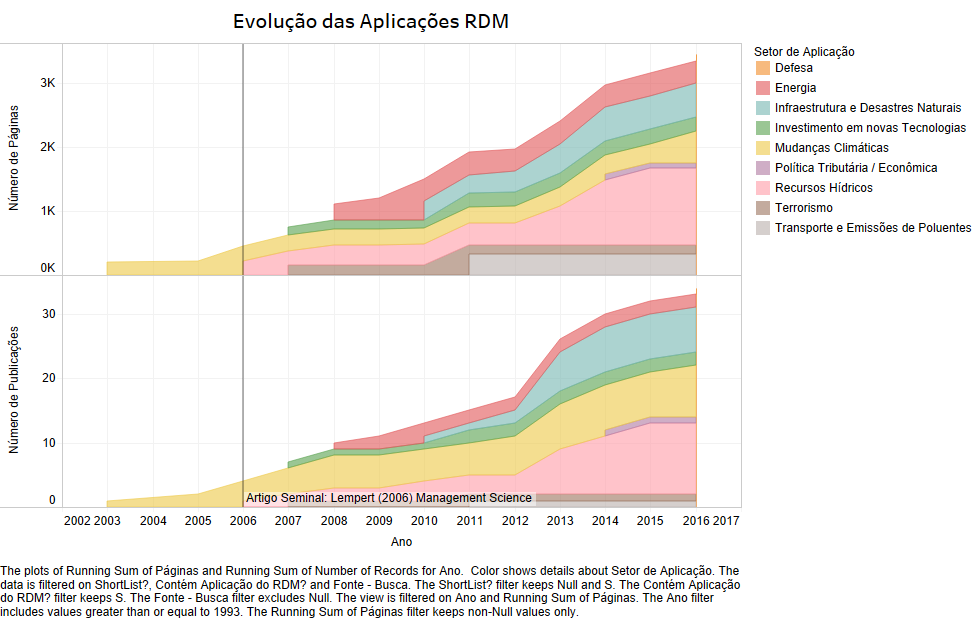 Evolução das Aplicações RDM
Setor de Aplicação
Defesa
Energia
Infraestrutura e Desastres Naturais
Investimento em novas Tecnologias
Mudanças Climáticas
Política Tributária / Econômica
Recursos Hídricos
Terrorismo
Transporte e Emissões de Poluentes
Número de Páginas
3K
2K
1K
0K
Número de Publicações
30
20
10
0
Artigo Seminal: Lempert (2006) Management Science
2002 2003 2004 2005 2006 2007 2008 2009 2010 2011 2012 2013 2014 2015 2016 2017
Ano
The plots of Running Sum of Páginas and Running Sum of Number of Records for Ano.  Color shows details about Setor de Aplicação. The
data is filtered on ShortList?, Contém Aplicação do RDM? and Fonte - Busca. The ShortList? filter keeps Null and S. The Contém Aplicação
do RDM? filter keeps S. The Fonte - Busca filter excludes Null. The view is filtered on Ano and Running Sum of Páginas. The Ano filter
includes values greater than or equal to 1993. The Running Sum of Páginas filter keeps non-Null values only.